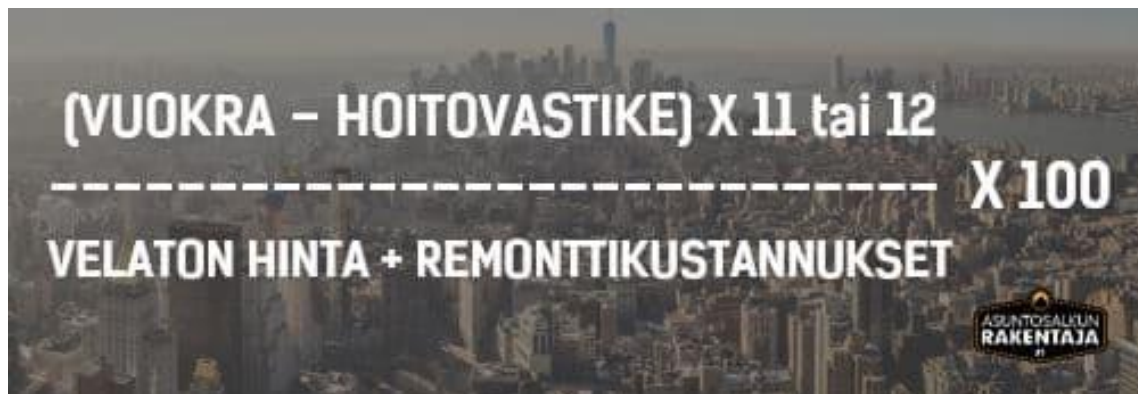 (VUOKRA – HOITOVASTIKE) X 11 tai 12
–––––––––––––––––––––––––––– X 100
VELATON HINTA + REMONTTIKUSTANNUKSET
ASUNTOSALKUN
RAKENTAJA